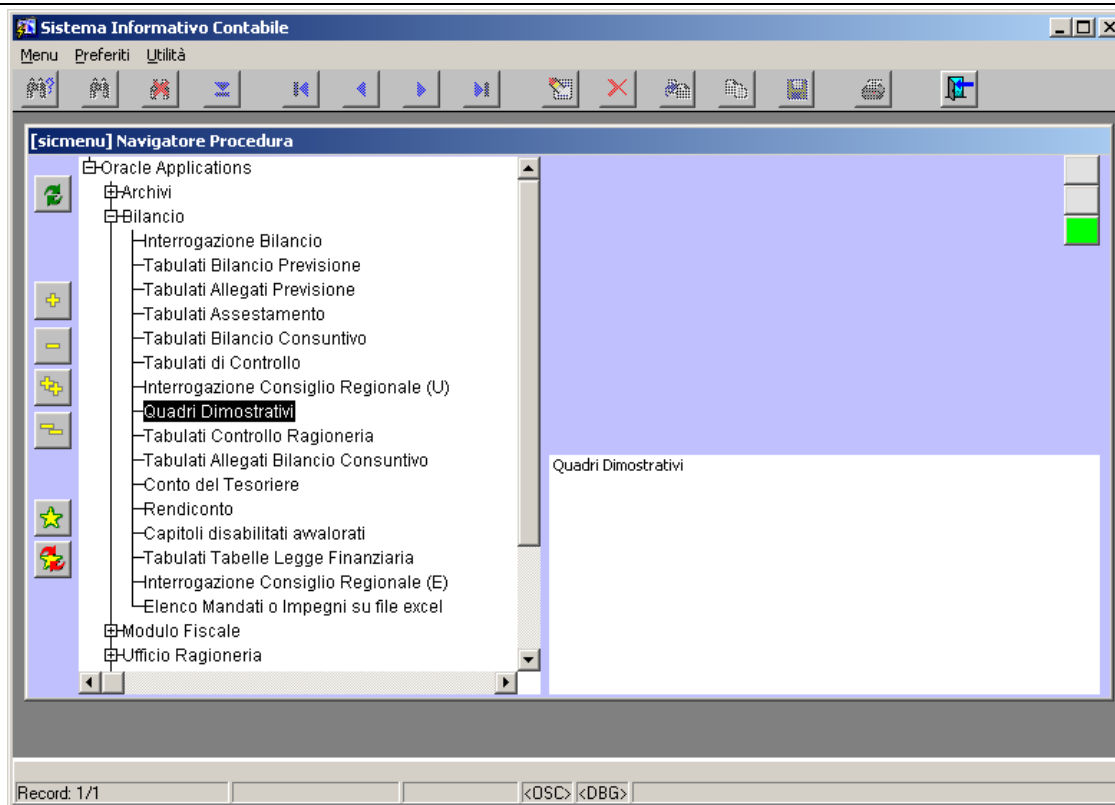 Sistema Informativo Contabile
Menu Preferiti Utilità
[sicmenu] Navigatore Procedura
Oracle Applications
Archivi
Bilancio
Interrogazione Bilancio
Tabulati Bilancio Previsione
Tabulati Allegati Previsione
Tabulati Assestamento
Tabulati Bilancio Consuntivo
Tabulati di Controllo
Interrogazione Consiglio Regionale (U)
Quadri Dimostrativi
Tabulati Controllo Ragioneria
Tabulati Allegati Bilancio Consuntivo
Conto del Tesoriere
Rendiconto
Capitoli disabilitati avvalorati
Tabulati Tabelle Legge Finanziaria
Interrogazione Consiglio Regionale (E)
Elenco Mandati o Impegni su file excel
Modulo Fiscale
Ufficio Ragioneria
Quadri Dimostrativi
Record: 1/1 <OSC> <DBG>